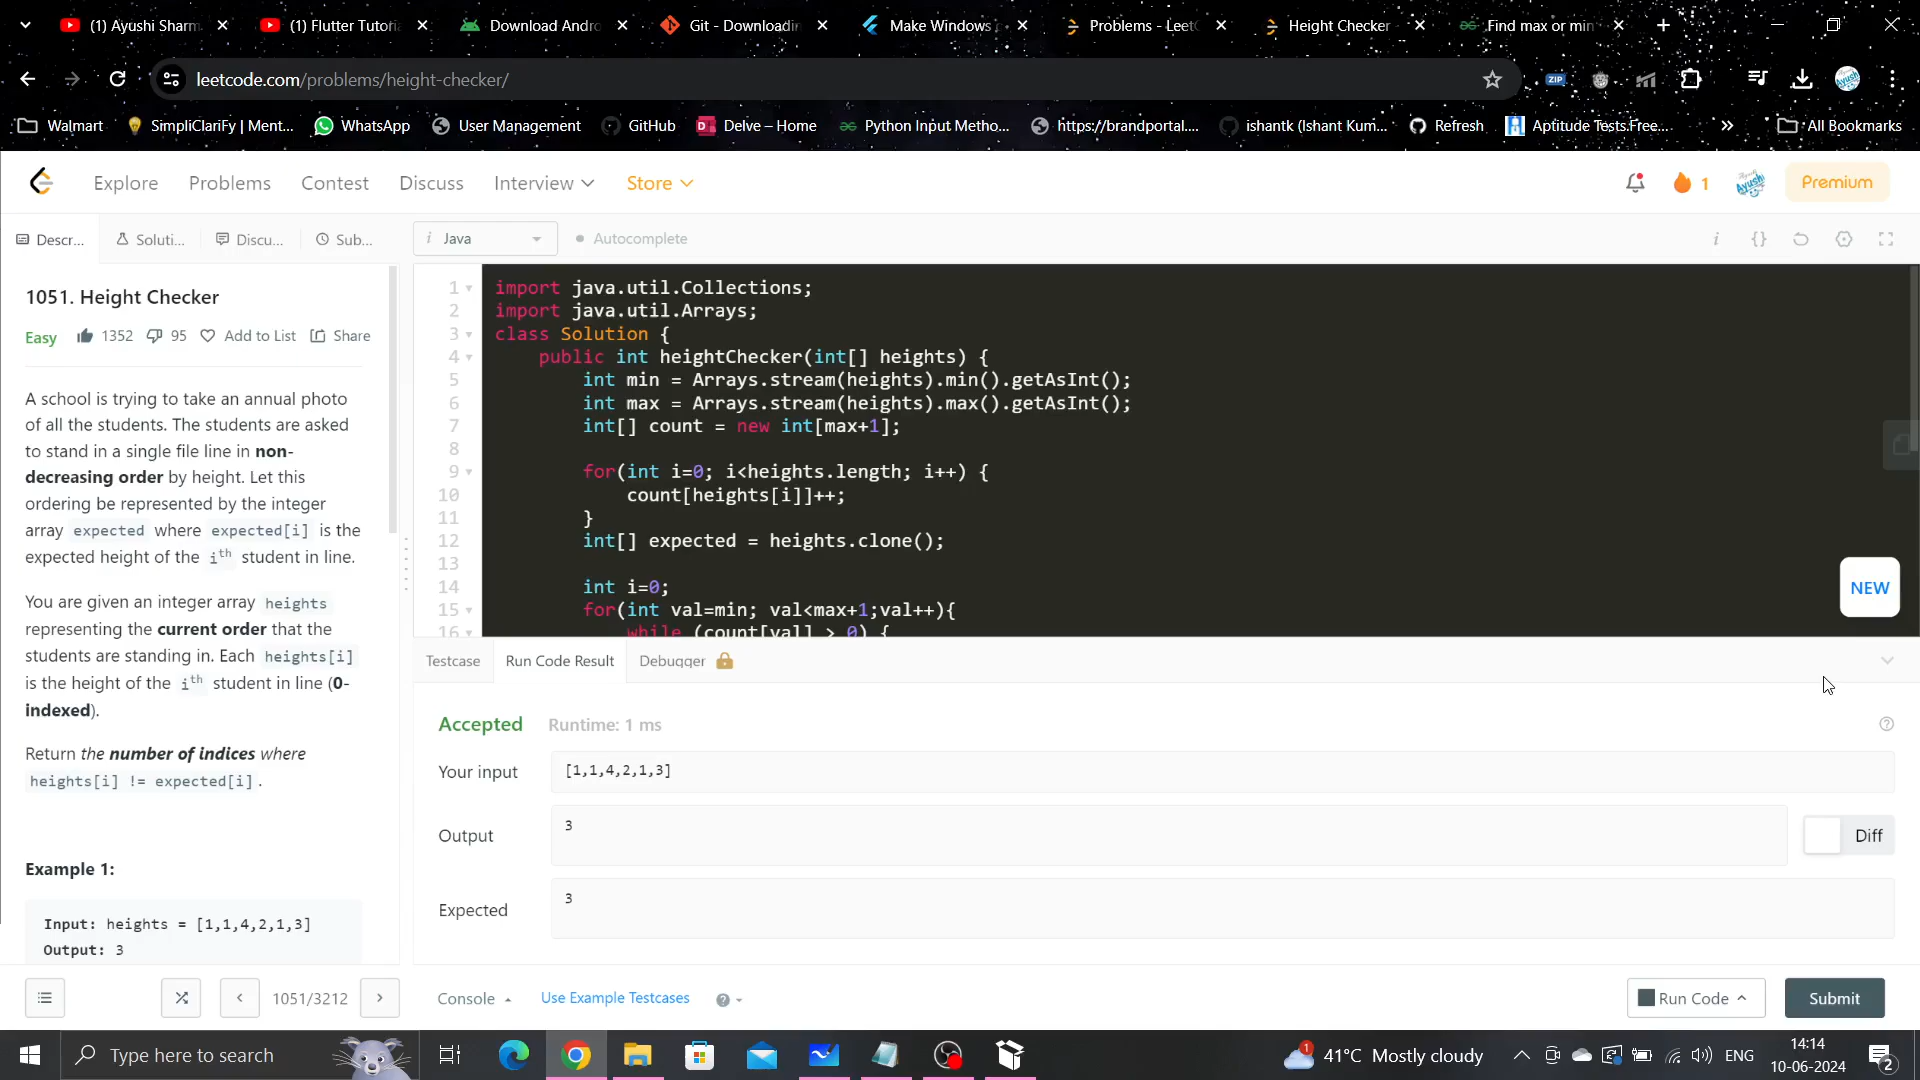 (1) Ayushi Sharm
(1) Flutter Tutori
Download Andro
Git - Downloadin
Make Windows
Problems - Leet
Height Checker
Find max or min
leetcode.com/problems/height-checker/
ZIP
Walmart
SimpliClariFy | Ment...
WhatsApp
User Management
GitHub
Delve – Home
Python Input Metho...
https://brandportal....
ishantk (Ishant Kum...
Refresh
Aptitude Tests.Free...
»
All Bookmarks
Explore
Problems
Contest
Discuss
Interview
Store
1
Ayush
Premium
Descr...
Soluti...
Discu...
Sub...
i Java
Autocomplete
i {}
1051. Height Checker
Easy 1352 95 Add to List Share
A school is trying to take an annual photo
of all the students. The students are asked
to stand in a single file line in non-
decreasing order by height. Let this
ordering be represented by the integer
array expected where expected[i] is the
expected height of the ith student in line.
You are given an integer array heights
representing the current order that the
students are standing in. Each heights[i]
is the height of the ith student in line (0-
indexed).
Return the number of indices where
heights[i] != expected[i].
Example 1:
Input: heights = [1,1,4,2,1,3]
Output: 3
1 import java.util.Collections;
2 import java.util.Arrays;
3 class Solution {
4 public int heightChecker(int[] heights) {
5 int min = Arrays.stream(heights).min().getAsInt();
6 int max = Arrays.stream(heights).max().getAsInt();
7 int[] count = new int[max+1];
8
9 for(int i=0; i<heights.length; i++) {
10 count[heights[i]]++;
11 }
12 int[] expected = heights.clone();
13
14 int i=0;
15 for(int val=min; val<max+1;val++){
16 while (count[val] > 0) {
NEW
Testcase
Run Code Result
Debugger
Accepted Runtime: 1 ms
Your input [1,1,4,2,1,3]
Output 3
Diff
Expected 3
1051/3212
Console
Use Example Testcases
Run Code
Submit
Type here to search
1
41°C Mostly cloudy
ENG
14:14
10-06-2024
2